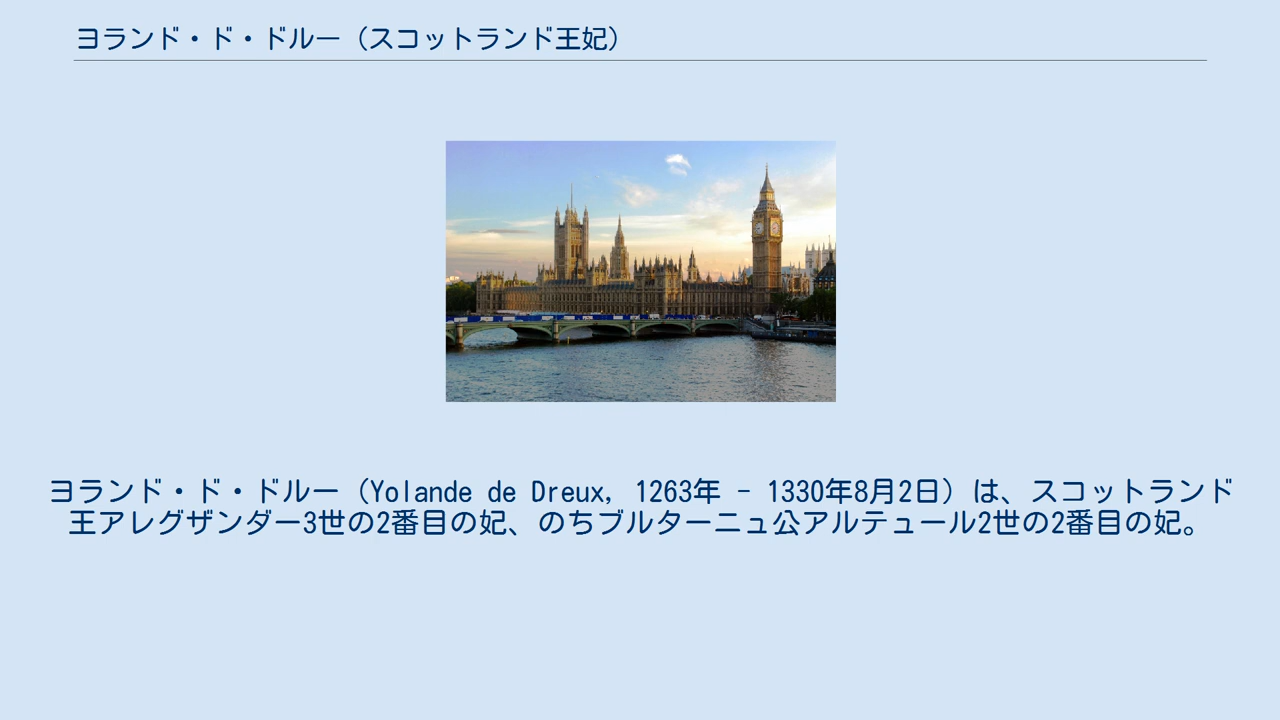 ヨランド・ド・ドルー（スコットランド王妃）
ヨランド・ド・ドルー（Yolande de Dreux, 1263年 - 1330年8月2日）は、スコットランド
王アレグザンダー3世の2番目の妃、のちブルターニュ公アルテュール2世の2番目の妃。